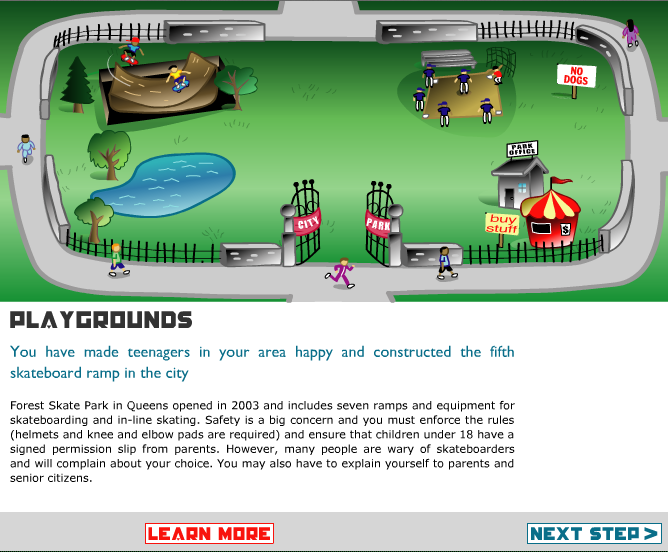 NO
DOGS
PARK
OFFICE
buy
stuff
$
CITY
PARK
PLAYGROUNDS
You have made teenagers in your area happy and constructed the fifth
skateboard ramp in the city
Forest Skate Park in Queens opened in 2003 and includes seven ramps and equipment for
skateboarding and in-line skating. Safety is a big concern and you must enforce the rules
(helmets and knee and elbow pads are required) and ensure that children under 18 have a
signed permission slip from parents. However, many people are wary of skateboarders
and will complain about your choice. You may also have to explain yourself to parents and
senior citizens.
LEARN MORE
NEXT STEP >